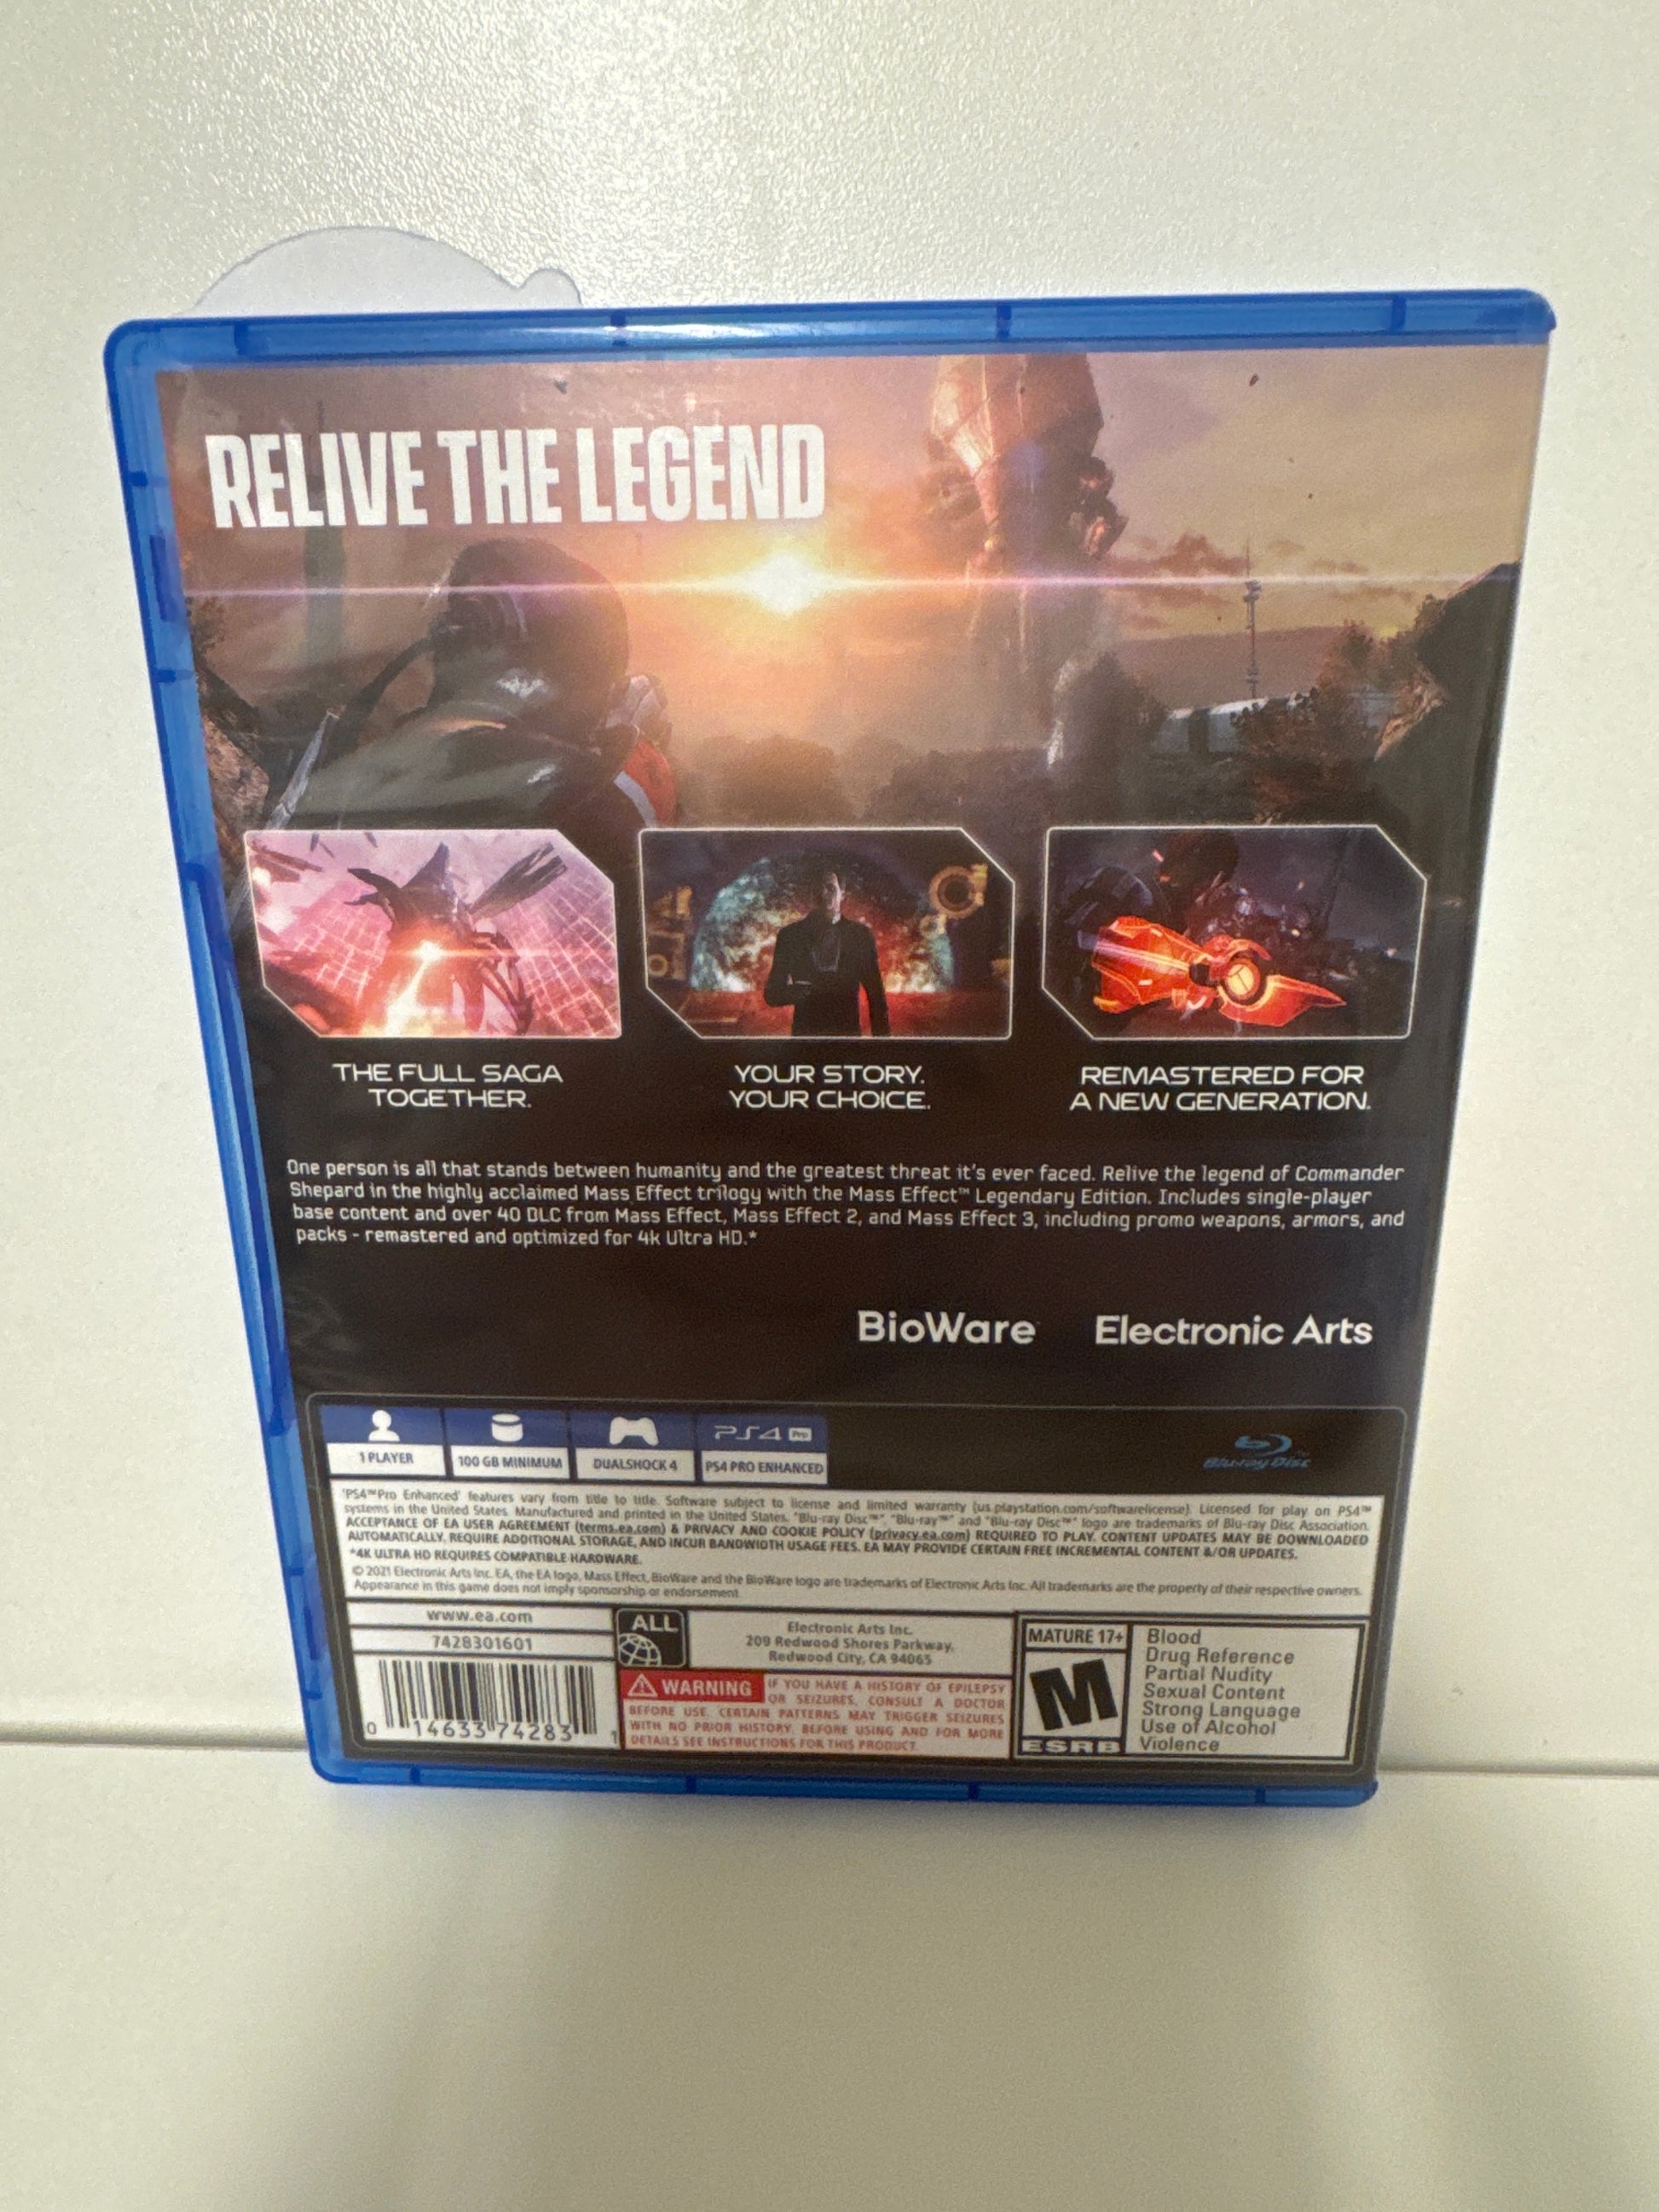 RELIVE THE LEGEND
THE FULL SAGA
TOGETHER.
YOUR STORY.
YOUR CHOICE.
REMASTERED FOR
A NEW GENERATION.
One person is all that stands between humanity and the greatest threat it's ever faced. Relive the legend of Commander
Shepard in the highly acclaimed Mass Effect trilogy with the Mass Effect™ Legendary Edition. Includes single-player
base content and over 40 DLC from Mass Effect, Mass Effect 2, and Mass Effect 3, including promo weapons, armors, and
packs - remastered and optimized for 4k Ultra HD.*
BioWare
Electronic Arts
1 PLAYER
100 GB MINIMUM
DUALSHOCK 4
PS4 Pro
PS4 PRO ENHANCED
Blu-ray Disc™
'PS4™Pro Enhanced' features vary from title to title. Software subject to license and limited warranty (us.playstation.com/softwarelicense). Licensed for play on PS4™
systems in the United States. Manufactured and printed in the United States. "Blu-ray Disc™", "Blu-ray™" and "Blu-ray Disc™" logo are trademarks of Blu-ray Disc Association.
ACCEPTANCE OF EA USER AGREEMENT (terms.ea.com) & PRIVACY AND COOKIE POLICY (privacy.ea.com) REQUIRED TO PLAY. CONTENT UPDATES MAY BE DOWNLOADED
AUTOMATICALLY, REQUIRE ADDITIONAL STORAGE, AND INCUR BANDWIDTH USAGE FEES. EA MAY PROVIDE CERTAIN FREE INCREMENTAL CONTENT &/OR UPDATES.
*4K ULTRA HD REQUIRES COMPATIBLE HARDWARE.
© 2021 Electronic Arts Inc. EA, the EA logo, Mass Effect, BioWare and the BioWare logo are trademarks of Electronic Arts Inc. All trademarks are the property of their respective owners.
Appearance in this game does not imply sponsorship or endorsement.
www.ea.com
7428301601
0 14633 74283 1
ALL
Electronic Arts Inc.
209 Redwood Shores Parkway,
Redwood City, CA 94065
WARNING IF YOU HAVE A HISTORY OF EPILEPSY
OR SEIZURES, CONSULT A DOCTOR
BEFORE USE. CERTAIN PATTERNS MAY TRIGGER SEIZURES
WITH NO PRIOR HISTORY. BEFORE USING AND FOR MORE
DETAILS SEE INSTRUCTIONS FOR THIS PRODUCT.
MATURE 17+
M
ESRB
Blood
Drug Reference
Partial Nudity
Sexual Content
Strong Language
Use of Alcohol
Violence